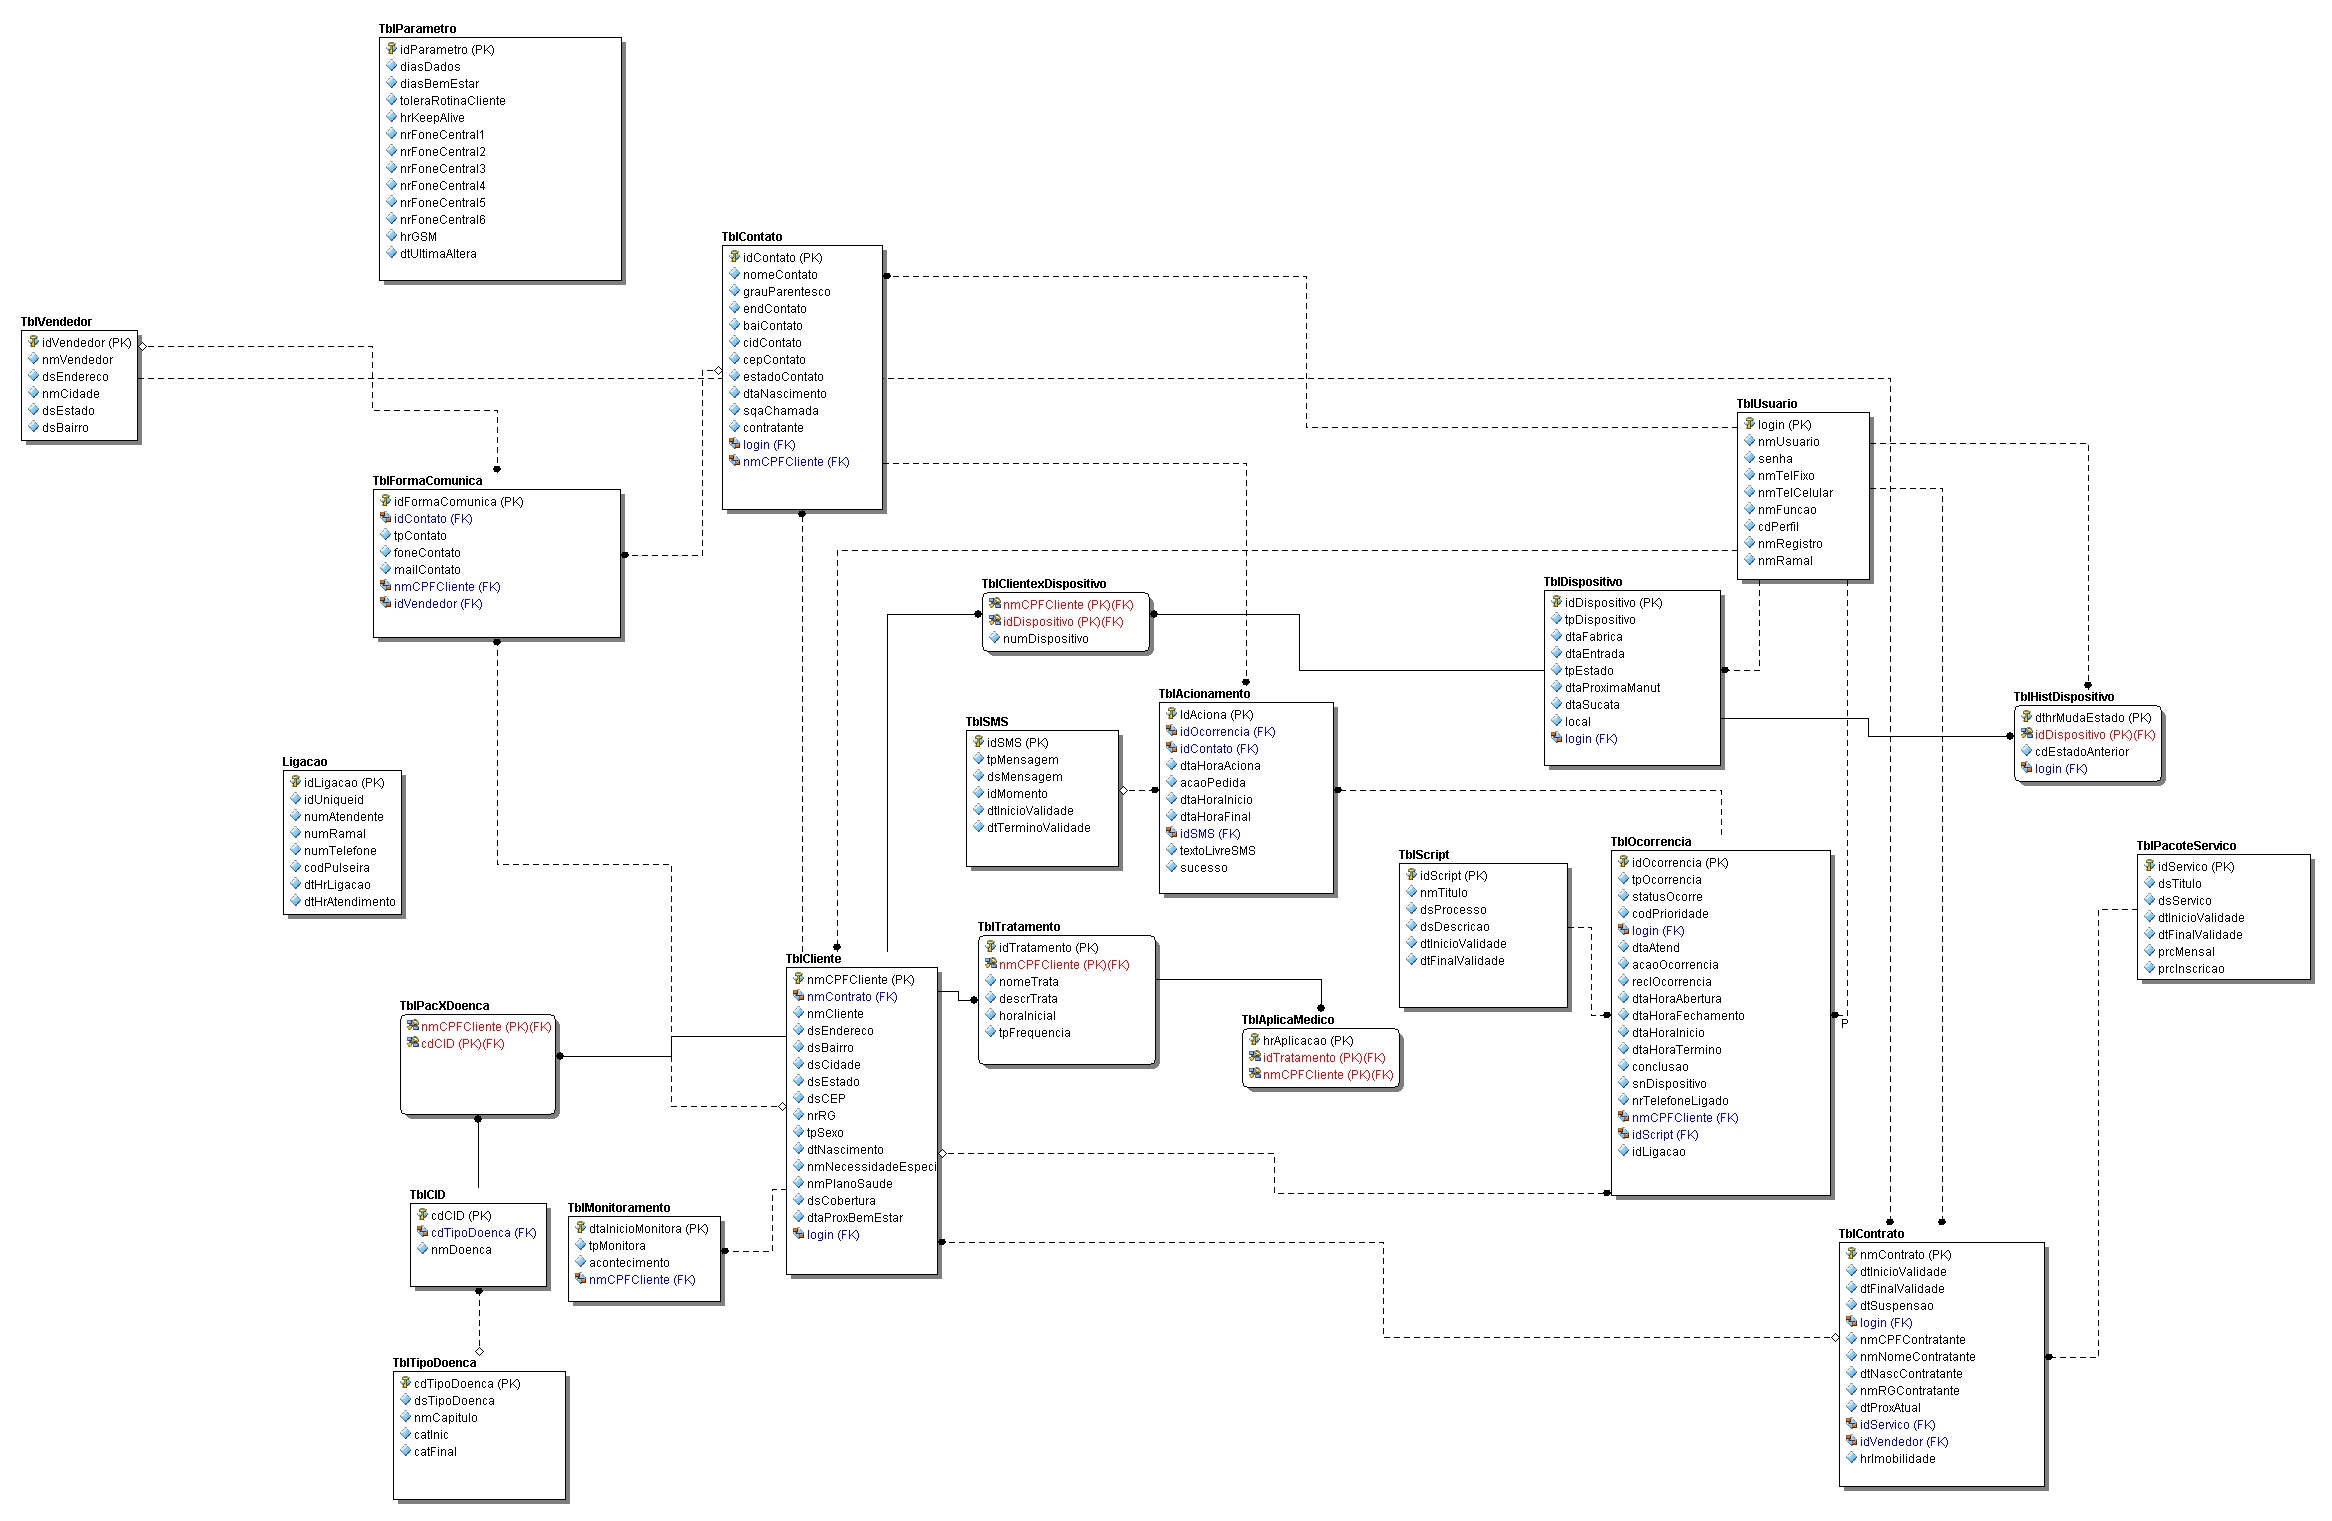 TblParametro
idParametro (PK)
diasDados
diasBemEstar
toleraRotinaCliente
hrKeepAlive
nrFoneCentral1
nrFoneCentral2
nrFoneCentral3
nrFoneCentral4
nrFoneCentral5
nrFoneCentral6
hrGSM
dtUltimaAltera
TblContato
idContato (PK)
nomeContato
grauParentesco
endContato
baiContato
cidContato
cepContato
estadoContato
dtaNascimento
sqaChamada
contratante
login (FK)
nmCPFCliente (FK)
TblVendedor
idVendedor (PK)
nmVendedor
dsEndereco
nmCidade
dsEstado
dsBairro
TblUsuario
login (PK)
nmUsuario
senha
nmTelFixo
nmTelCelular
nmFuncao
cdPerfil
nmRegistro
nmRamal
TblFormaComunica
idFormaComunica (PK)
idContato (FK)
tpContato
foneContato
mailContato
nmCPFCliente (FK)
idVendedor (FK)
TblClientexDispositivo
nmCPFCliente (PK)(FK)
idDispositivo (PK)(FK)
numDispositivo
TblDispositivo
idDispositivo (PK)
tpDispositivo
dtaFabrica
dtaEntrada
tpEstado
dtaProximaManut
dtaSucata
local
login (FK)
TblHistDispositivo
dthrMudaEstado (PK)
idDispositivo (PK)(FK)
cdEstadoAnterior
login (FK)
TblAcionamento
IdAciona (PK)
idOcorrencia (FK)
idContato (FK)
dtaHoraAciona
acaoPedida
dtaHoraInicio
dtaHoraFinal
idSMS (FK)
textoLivreSMS
sucesso
TblSMS
idSMS (PK)
tpMensagem
dsMensagem
idMomento
dtInicioValidade
dtTerminoValidade
Ligacao
idLigacao (PK)
idUniqueid
numAtendente
numRamal
numTelefone
codPulseira
dtHrLigacao
dtHrAtendimento
TblOcorrencia
idOcorrencia (PK)
tpOcorrencia
statusOcorre
codPrioridade
login (FK)
dtaAtend
acaoOcorrencia
reclOcorrencia
dtaHoraAbertura
dtaHoraFechamento
dtaHoraInicio
dtaHoraTermino
conclusao
snDispositivo
nrTelefoneLigado
nmCPFCliente (FK)
idScript (FK)
idLigacao
P
TblScript
idScript (PK)
nmTitulo
dsProcesso
dsDescricao
dtInicioValidade
dtFinalValidade
TblPacoteServico
idServico (PK)
dsTitulo
dsServico
dtInicioValidade
dtFinalValidade
prcMensal
prcInscricao
TblTratamento
idTratamento (PK)
nmCPFCliente (PK)(FK)
nomeTrata
descrTrata
horaInicial
tpFrequencia
TblCliente
nmCPFCliente (PK)
nmContrato (FK)
nmCliente
dsEndereco
dsBairro
dsCidade
dsEstado
dsCEP
nrRG
tpSexo
dtNascimento
nmNecessidadeEspeci
nmPlanoSaude
dsCobertura
dtaProxBemEstar
login (FK)
TblAplicaMedico
hrAplicacao (PK)
idTratamento (PK)(FK)
nmCPFCliente (PK)(FK)
TblPacXDoenca
nmCPFCliente (PK)(FK)
cdCID (PK)(FK)
TblCID
cdCID (PK)
cdTipoDoenca (FK)
nmDoenca
TblMonitoramento
dtaInicioMonitora (PK)
tpMonitora
acontecimento
nmCPFCliente (FK)
TblContrato
nmContrato (PK)
dtInicioValidade
dtFinalValidade
dtSuspensao
login (FK)
nmCPFContratante
nmNomeContratante
dtNascContratante
nmRGContratante
dtProxAtual
idServico (FK)
idVendedor (FK)
hrImobilidade
TblTipoDoenca
cdTipoDoenca (PK)
dsTipoDoenca
nmCapitulo
catInic
catFinal